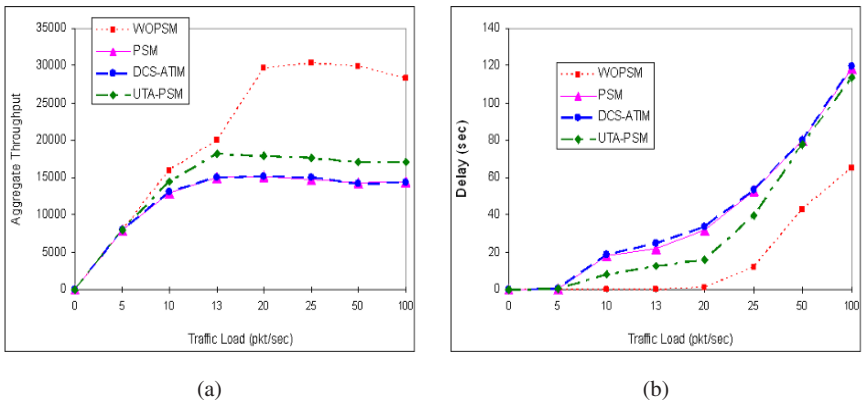 35000
30000
25000
20000
15000
10000
5000
0
Aggregate Throughput
WOPSM
PSM
DCS-ATIM
UTA-PSM
0 5 10 13 20 25 50 100
Traffic Load (pkt/sec)
(a)
140
120
100
80
60
40
20
0
Delay (sec)
WOPSM
PSM
DCS-ATIM
UTA-PSM
0 5 10 13 20 25 50 100
Traffic Load (pkt/sec)
(b)